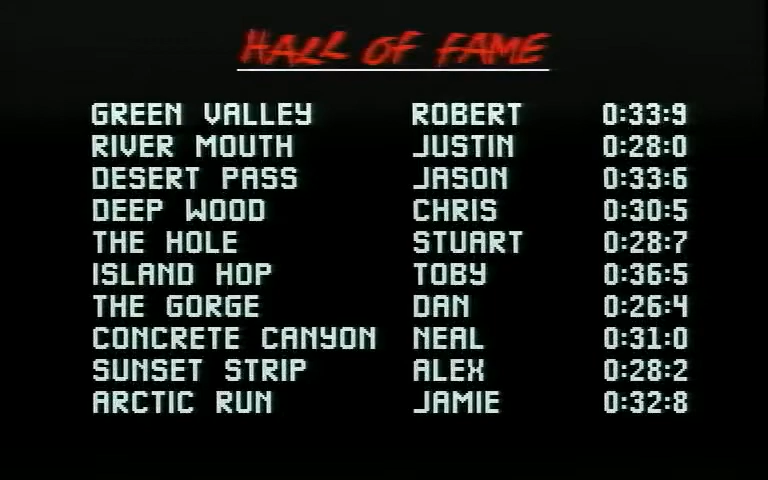 HALL OF FAME
GREEN VALLEY ROBERT 0:33:9
RIVER MOUTH JUSTIN 0:28:0
DESERT PASS JASON 0:33:6
DEEP WOOD CHRIS 0:30:5
THE HOLE STUART 0:28:7
ISLAND HOP TOBY 0:36:5
THE GORGE DAN 0:26:4
CONCRETE CANYON NEAL 0:31:0
SUNSET STRIP ALEX 0:28:2
ARCTIC RUN JAMIE 0:32:8